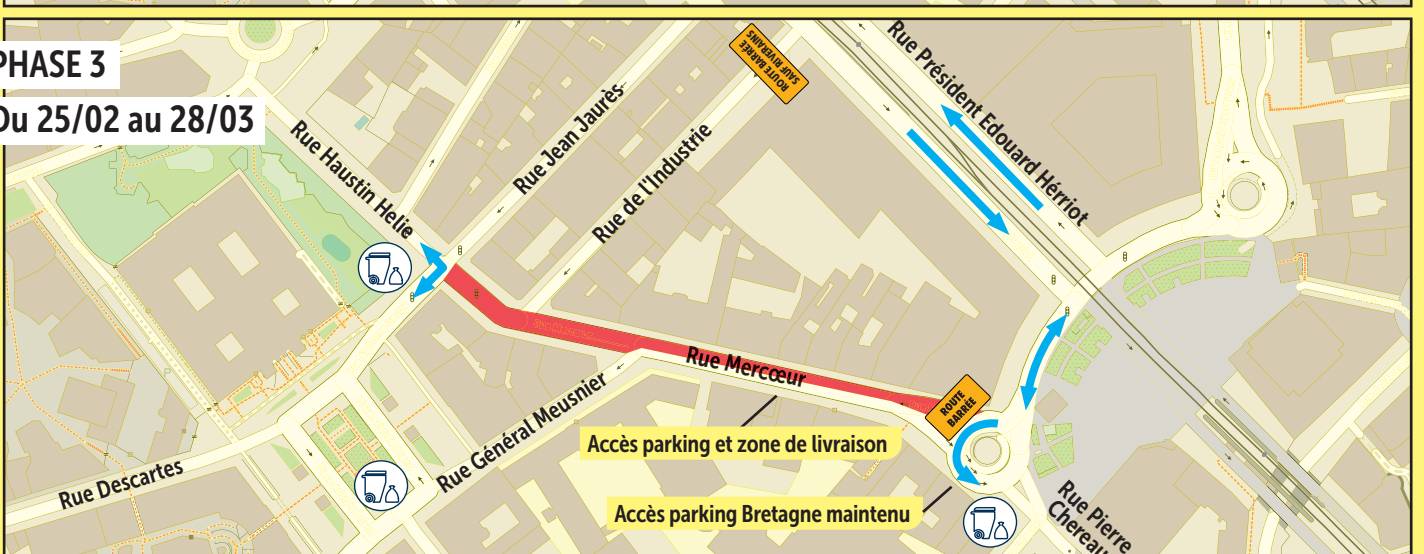 PHASE 3
Du 25/02 au 28/03
ROUTE BARRÉE
SAUF RIVERAINS
Rue Président Edouard Hérriot
Rue Haustin Helie
Rue Jean Jaurès
Rue de l'Industrie
Rue Mercœur
ROUTE
BARRÉE
Rue Général Meusnier
Accès parking et zone de livraison
Rue Descartes
Accès parking Bretagne maintenu
Rue Pierre
Chereau